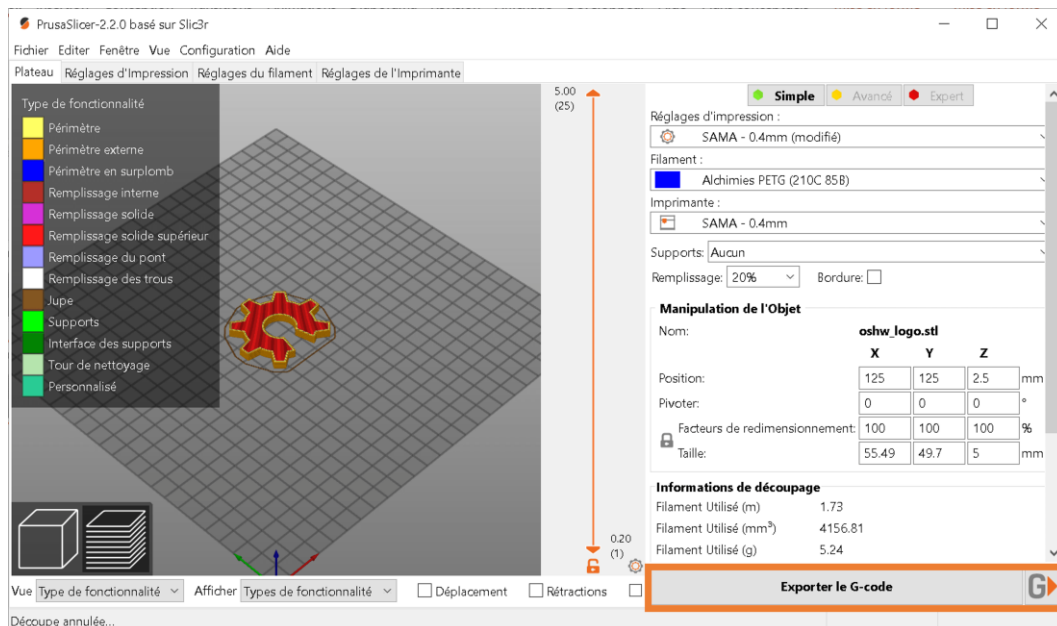 PrusaSlicer-2.2.0 basé sur Slic3r
Fichier Editer Fenêtre Vue Configuration Aide
Plateau Réglages d'Impression Réglages du filament Réglages de l'Imprimante
Type de fonctionnalité
Périmètre
Périmètre externe
Périmètre en surplomb
Remplissage interne
Remplissage solide
Remplissage solide supérieur
Remplissage du pont
Remplissage des trous
Jupe
Supports
Interface des supports
Tour de nettoyage
Personnalisé
5.00
(25)
0.20
(1)
Simple Avancé Expert
Réglages d'impression :
SAMA - 0.4mm (modifié)
Filament :
Alchimies PETG (210C 85B)
Imprimante :
SAMA - 0.4mm
Supports: Aucun
Remplissage: 20% Bordure:
Manipulation de l'Objet
Nom: oshw_logo.stl
X Y Z
Position: 125 125 2.5 mm
Pivoter: 0 0 0 °
Facteurs de redimensionnement: 100 100 100 %
Taille: 55.49 49.7 5 mm
Informations de découpage
Filament Utilisé (m) 1.73
Filament Utilisé (mm³) 4156.81
Filament Utilisé (g) 5.24
Vue Type de fonctionnalité Afficher Types de fonctionnalité Déplacement Rétractions
Exporter le G-code G
Découpe annulée...